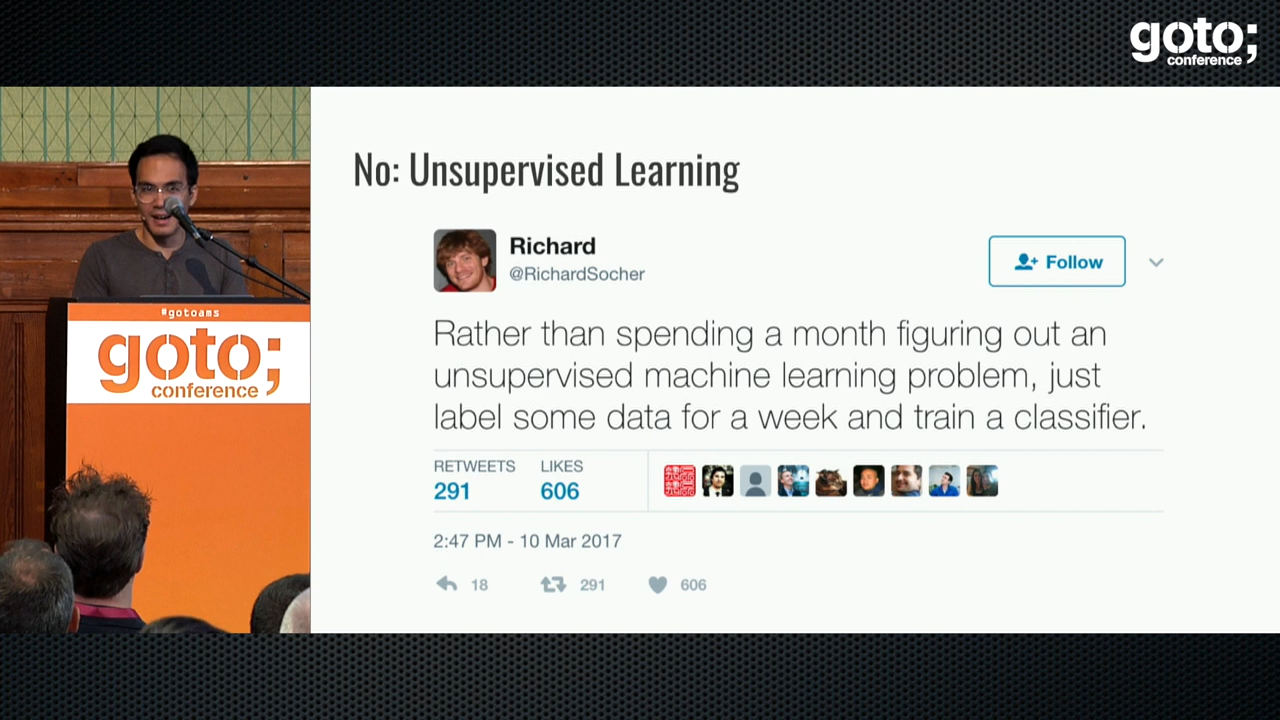 goto;
conference
No: Unsupervised Learning
Richard
@RichardSocher
Follow
Rather than spending a month figuring out an
unsupervised machine learning problem, just
label some data for a week and train a classifier.
RETWEETS LIKES
291 606
2:47 PM - 10 Mar 2017
18 291 606
#gotoams
goto;
conference